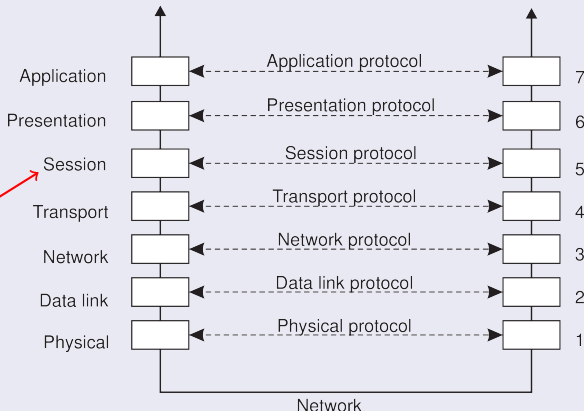 Application Application protocol 7
Presentation Presentation protocol 6
Session Session protocol 5
Transport Transport protocol 4
Network Network protocol 3
Data link Data link protocol 2
Physical Physical protocol 1
Network